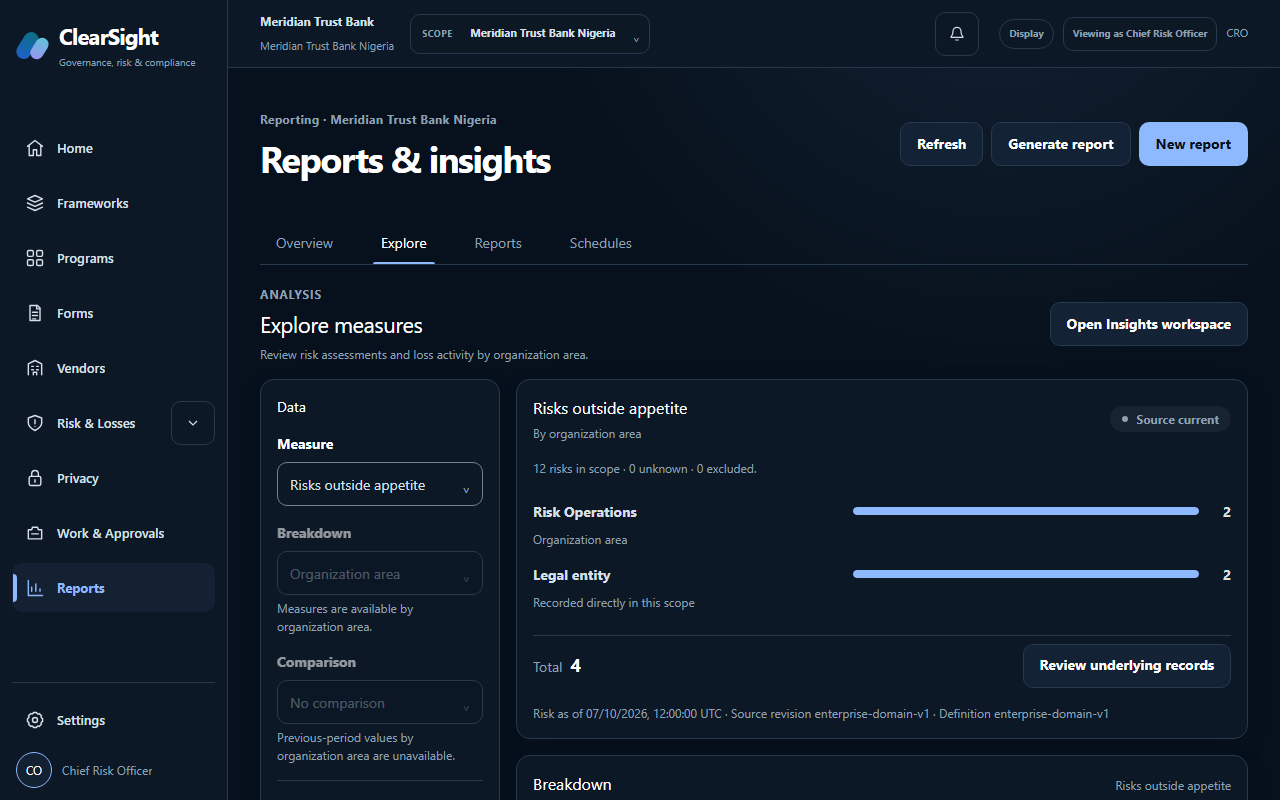 ClearSight
Governance, risk & compliance
Home
Frameworks
Programs
Forms
Vendors
Risk & Losses
Privacy
Work & Approvals
Reports
Settings
CO
Chief Risk Officer
Meridian Trust Bank
Meridian Trust Bank Nigeria
SCOPE
Meridian Trust Bank Nigeria
Display
Viewing as Chief Risk Officer
CRO
Reporting · Meridian Trust Bank Nigeria
Reports & insights
Refresh
Generate report
New report
Overview
Explore
Reports
Schedules
ANALYSIS
Explore measures
Review risk assessments and loss activity by organization area.
Open Insights workspace
Data
Measure
Risks outside appetite
Breakdown
Organization area
Measures are available by
organization area.
Comparison
No comparison
Previous-period values by
organization area are unavailable.
Risks outside appetite
By organization area
Source current
12 risks in scope · 0 unknown · 0 excluded.
Risk Operations
2
Organization area
Legal entity
2
Recorded directly in this scope
Total 4
Review underlying records
Risk as of 07/10/2026, 12:00:00 UTC · Source revision enterprise-domain-v1 · Definition enterprise-domain-v1
Breakdown
Risks outside appetite